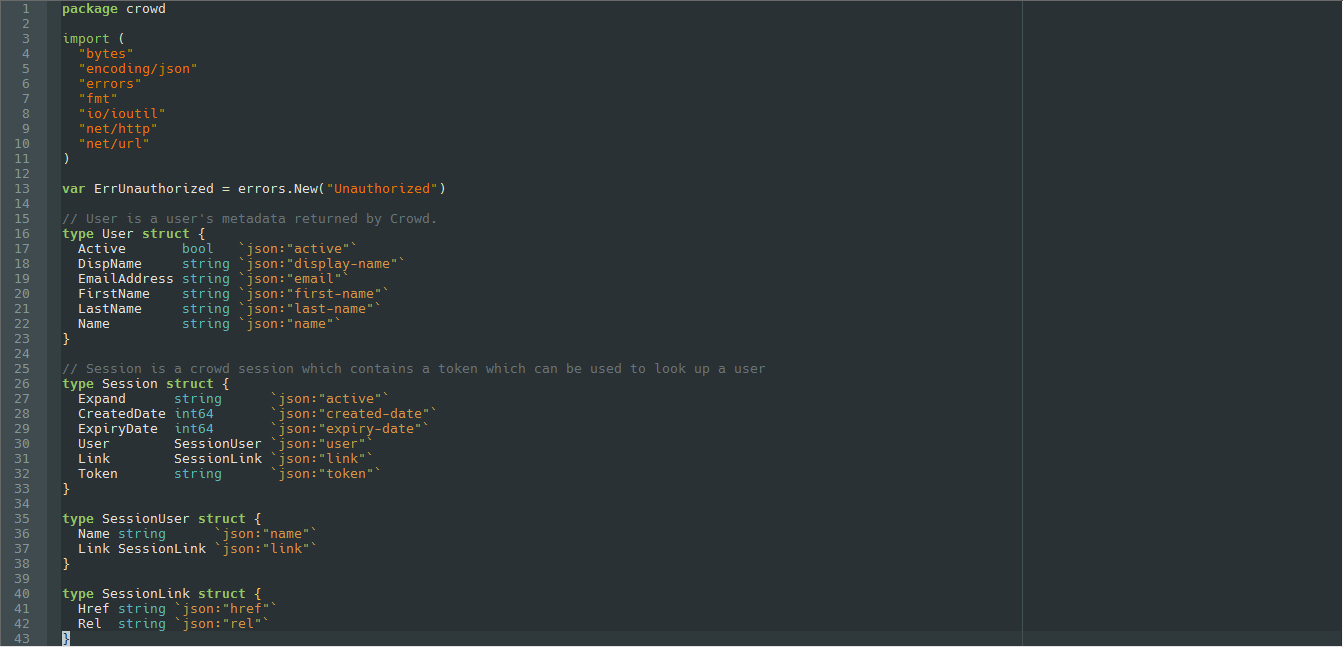 1 package crowd
2
3 import (
4   "bytes"
5   "encoding/json"
6   "errors"
7   "fmt"
8   "io/ioutil"
9   "net/http"
10   "net/url"
11 )
12
13 var ErrUnauthorized = errors.New("Unauthorized")
14
15 // User is a user's metadata returned by Crowd.
16 type User struct {
17   Active       bool   `json:"active"`
18   DispName     string `json:"display-name"`
19   EmailAddress string `json:"email"`
20   FirstName    string `json:"first-name"`
21   LastName     string `json:"last-name"`
22   Name         string `json:"name"`
23 }
24
25 // Session is a crowd session which contains a token which can be used to look up a user
26 type Session struct {
27   Expand      string      `json:"active"`
28   CreatedDate int64       `json:"created-date"`
29   ExpiryDate  int64       `json:"expiry-date"`
30   User        SessionUser `json:"user"`
31   Link        SessionLink `json:"link"`
32   Token       string      `json:"token"`
33 }
34
35 type SessionUser struct {
36   Name string      `json:"name"`
37   Link SessionLink `json:"link"`
38 }
39
40 type SessionLink struct {
41   Href string `json:"href"`
42   Rel  string `json:"rel"`
43 }